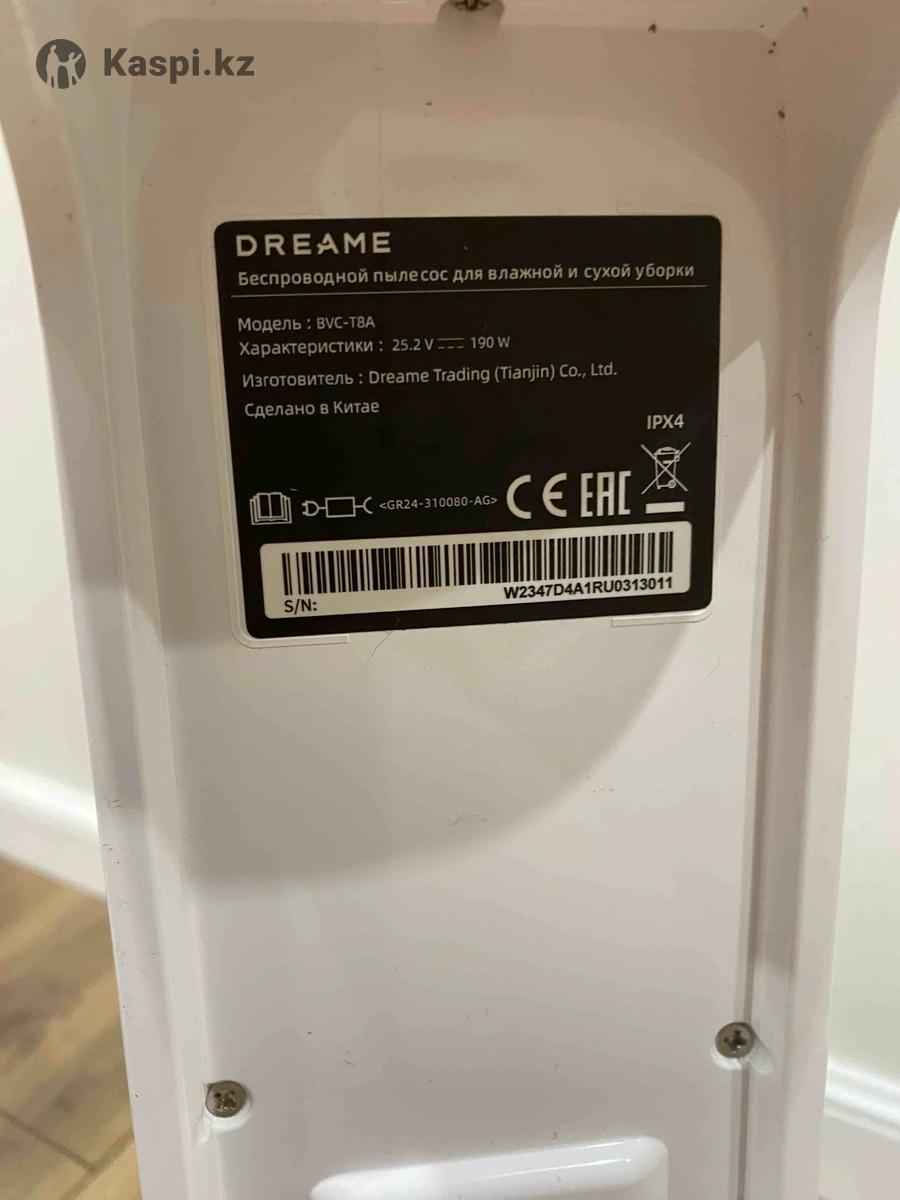 Kaspi.kz
DREAME
Беспроводной пылесос для влажной и сухой уборки
Модель : BVC-T8A
Характеристики : 25.2 V 190 W
Изготовитель : Dreame Trading (Tianjin) Co., Ltd.
Сделано в Китае
IPX4
<GR24-310080-AG> CE EAC
W2347D4A1RU0313011
S/N: